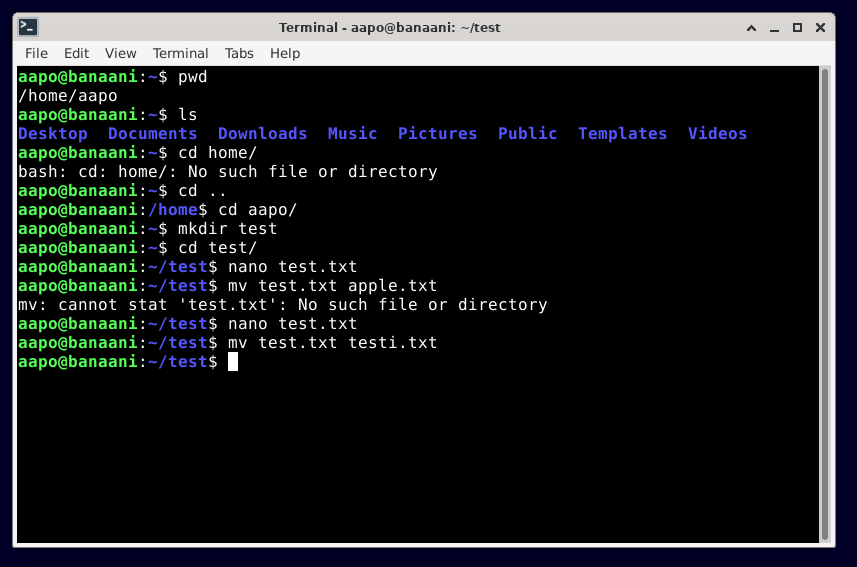 Terminal - aapo@banaani: ~/test
File Edit View Terminal Tabs Help
aapo@banaani:~$ pwd
/home/aapo
aapo@banaani:~$ ls
Desktop  Documents  Downloads  Music  Pictures  Public  Templates  Videos
aapo@banaani:~$ cd home/
bash: cd: home/: No such file or directory
aapo@banaani:~$ cd ..
aapo@banaani:/home$ cd aapo/
aapo@banaani:~$ mkdir test
aapo@banaani:~$ cd test/
aapo@banaani:~/test$ nano test.txt
aapo@banaani:~/test$ mv test.txt apple.txt
mv: cannot stat 'test.txt': No such file or directory
aapo@banaani:~/test$ nano test.txt
aapo@banaani:~/test$ mv test.txt testi.txt
aapo@banaani:~/test$